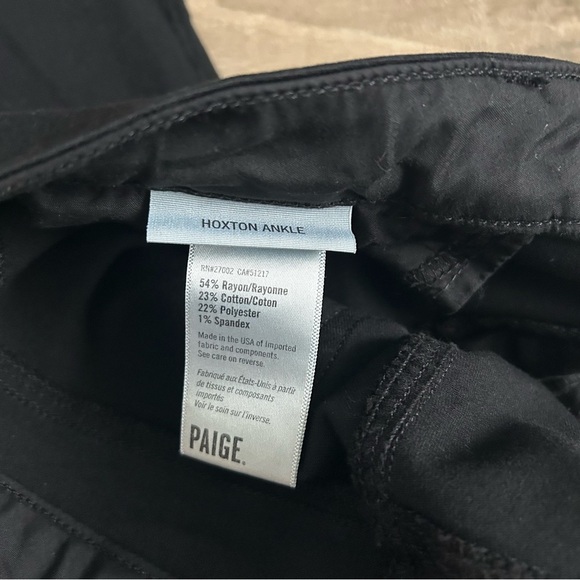 HOXTON ANKLE
RN#27002 CA#51217
54% Rayon/Rayonne
23% Cotton/Coton
22% Polyester
1% Spandex
Made in the USA of imported
fabric and components.
See care on reverse.
Fabriqué aux États-Unis à partir
de tissus et composants
importés
Voir le soin sur l'inverse.
PAIGE.